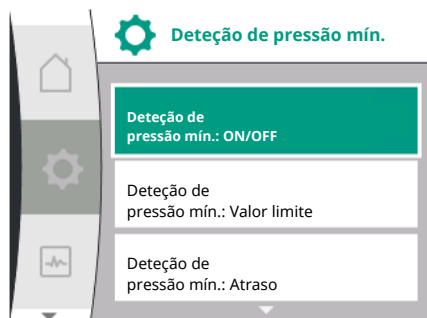 Deteção de pressão mín.
Deteção de
pressão mín.: ON/OFF
Deteção de
pressão mín.: Valor limite
Deteção de
pressão mín.: Atraso